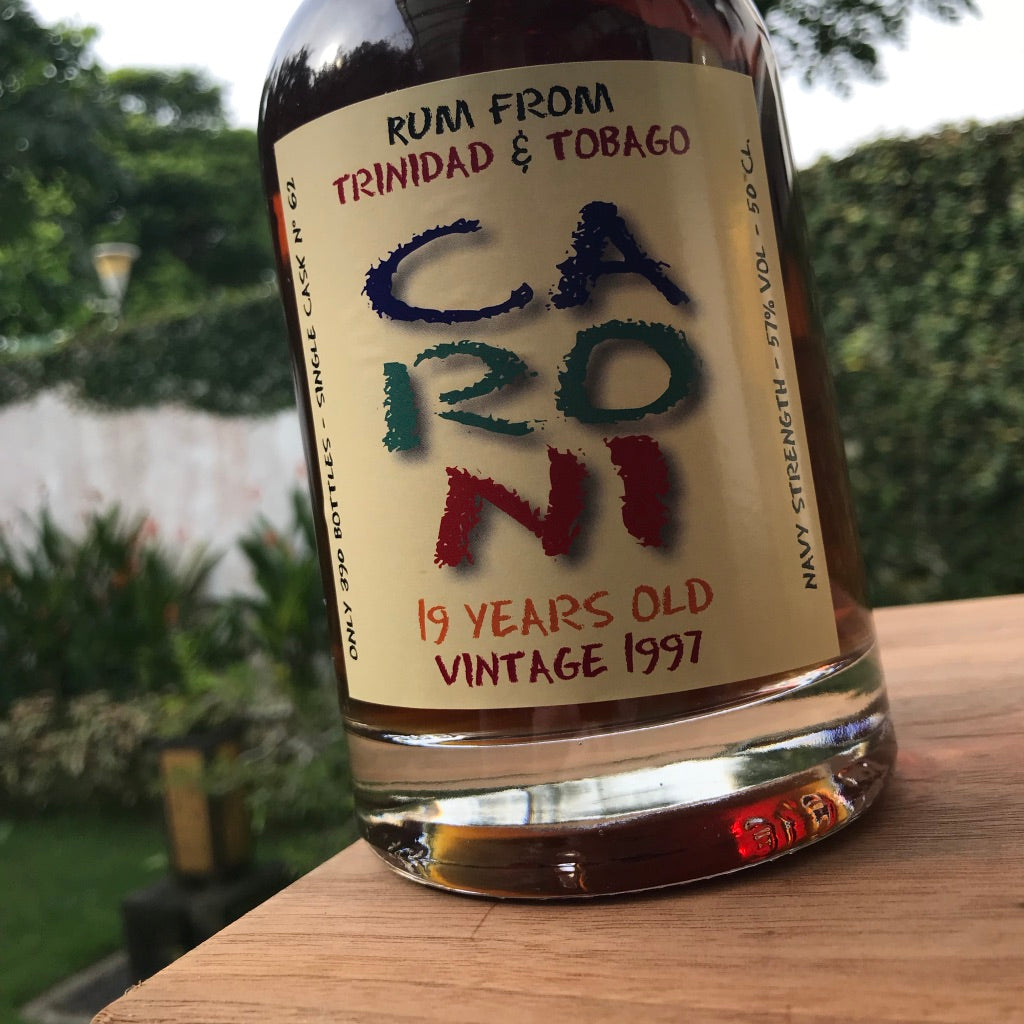 RUM FROM
TRINIDAD & TOBAGO
CA
RO
NI
19 YEARS OLD
VINTAGE 1997
ONLY 390 BOTTLES - SINGLE CASK Nº 62
NAVY STRENGTH - 57% VOL - 50 CL